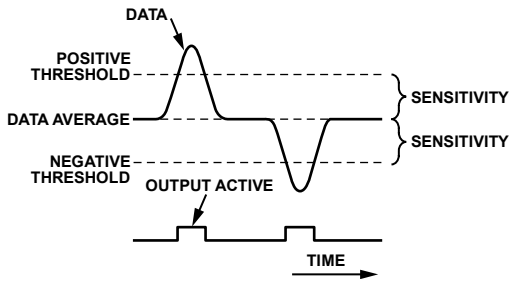 DATA
POSITIVE
THRESHOLD
SENSITIVITY
DATA AVERAGE
SENSITIVITY
NEGATIVE
THRESHOLD
OUTPUT ACTIVE
TIME